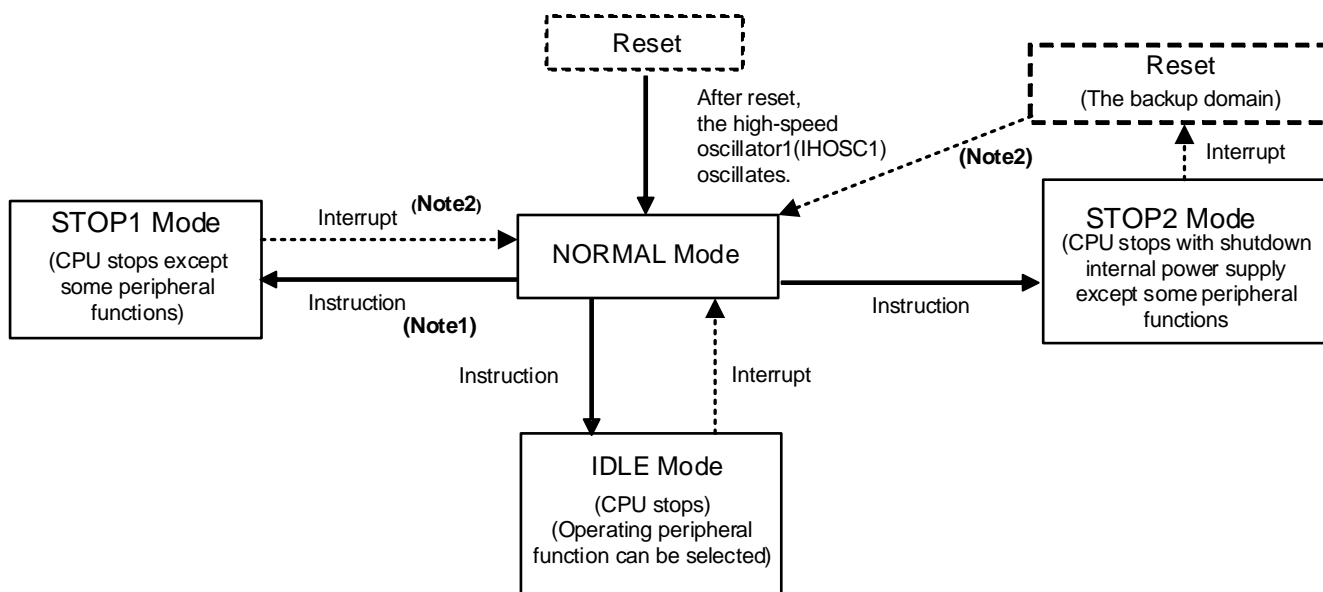 Reset
After reset,
the high-speed
oscillator1(IHOSC1)
oscillates.
Reset
(The backup domain)
(Note2)
Interrupt
STOP1 Mode
(CPU stops except
some peripheral
functions)
Interrupt
(Note2)
Instruction
(Note1)
NORMAL Mode
Instruction
STOP2 Mode
(CPU stops with shutdown
internal power supply
except some peripheral
functions
Instruction
Interrupt
IDLE Mode
(CPU stops)
(Operating peripheral
function can be selected)